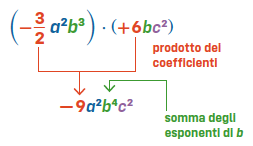 (−3/2 a²b³) · (+6bc²)
prodotto dei
coefficienti
−9a²b⁴c²
somma degli
esponenti di b